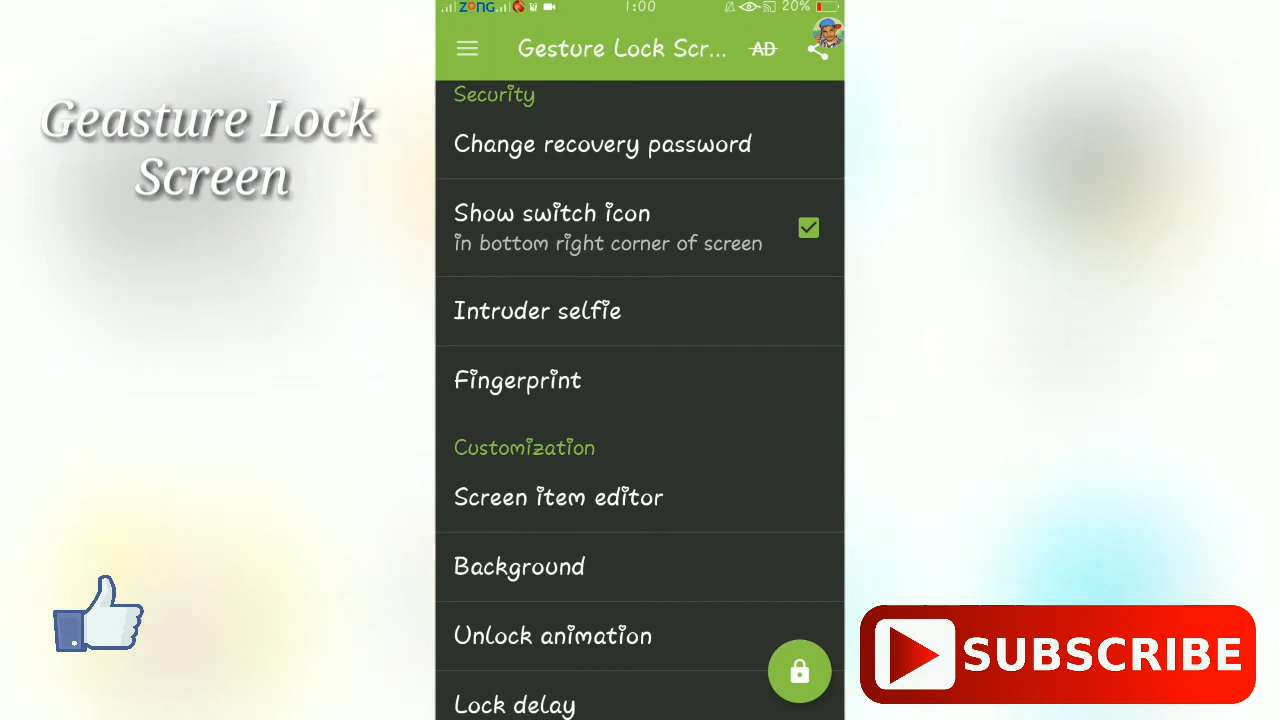 Geasture Lock
Screen
ZONG
1:00
20%
Gesture Lock Scr...
AD
Security
Change recovery password
Show switch icon
in bottom right corner of screen
Intruder selfie
Fingerprint
Customization
Screen item editor
Background
Unlock animation
Lock delay
SUBSCRIBE